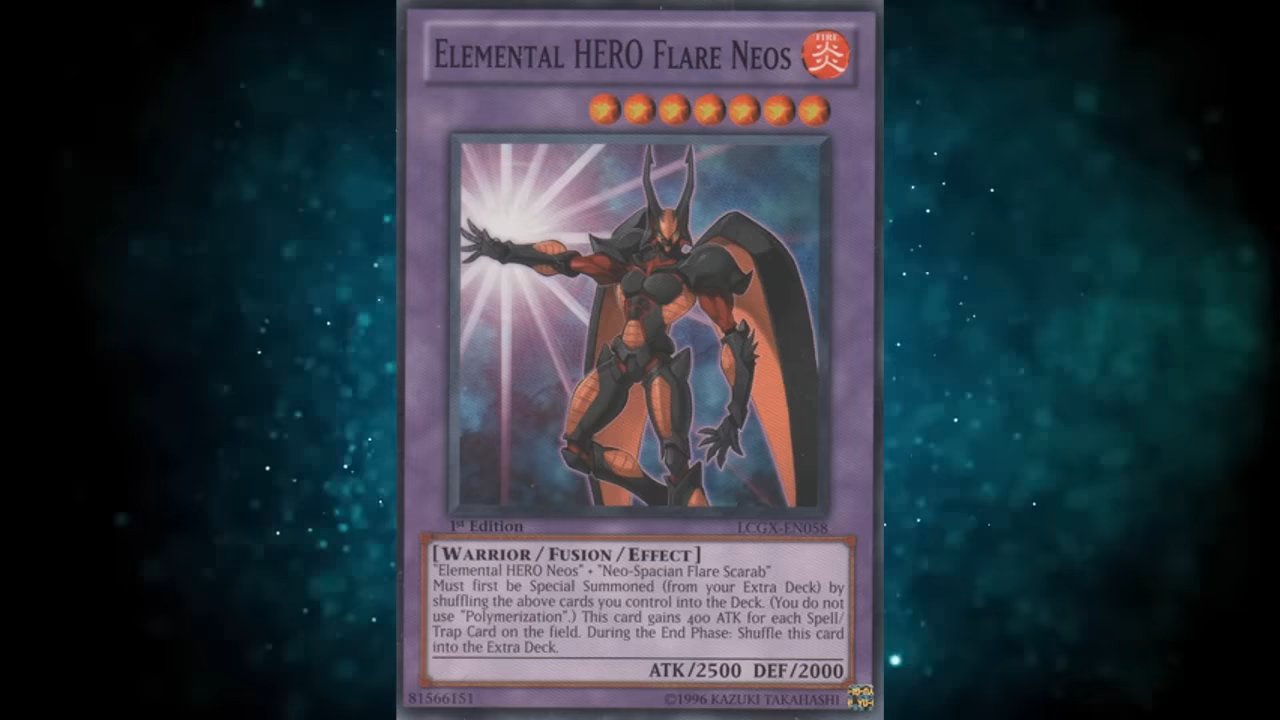 Elemental HERO Flare Neos
FIRE
炎
1st Edition
LCGX-EN058
[Warrior / Fusion / Effect]
"Elemental HERO Neos" + "Neo-Spacian Flare Scarab"
Must first be Special Summoned (from your Extra Deck) by
shuffling the above cards you control into the Deck. (You do not
use "Polymerization".) This card gains 400 ATK for each Spell/
Trap Card on the field. During the End Phase: Shuffle this card
into the Extra Deck.
ATK/2500 DEF/2000
81566151
©1996 KAZUKI TAKAHASHI